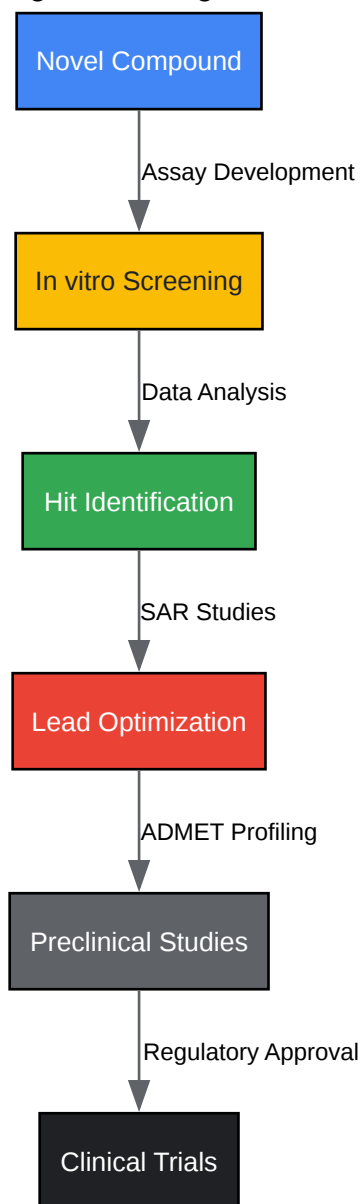 Novel Compound
Assay Development
In vitro Screening
Data Analysis
Hit Identification
SAR Studies
Lead Optimization
ADMET Profiling
Preclinical Studies
Regulatory Approval
Clinical Trials